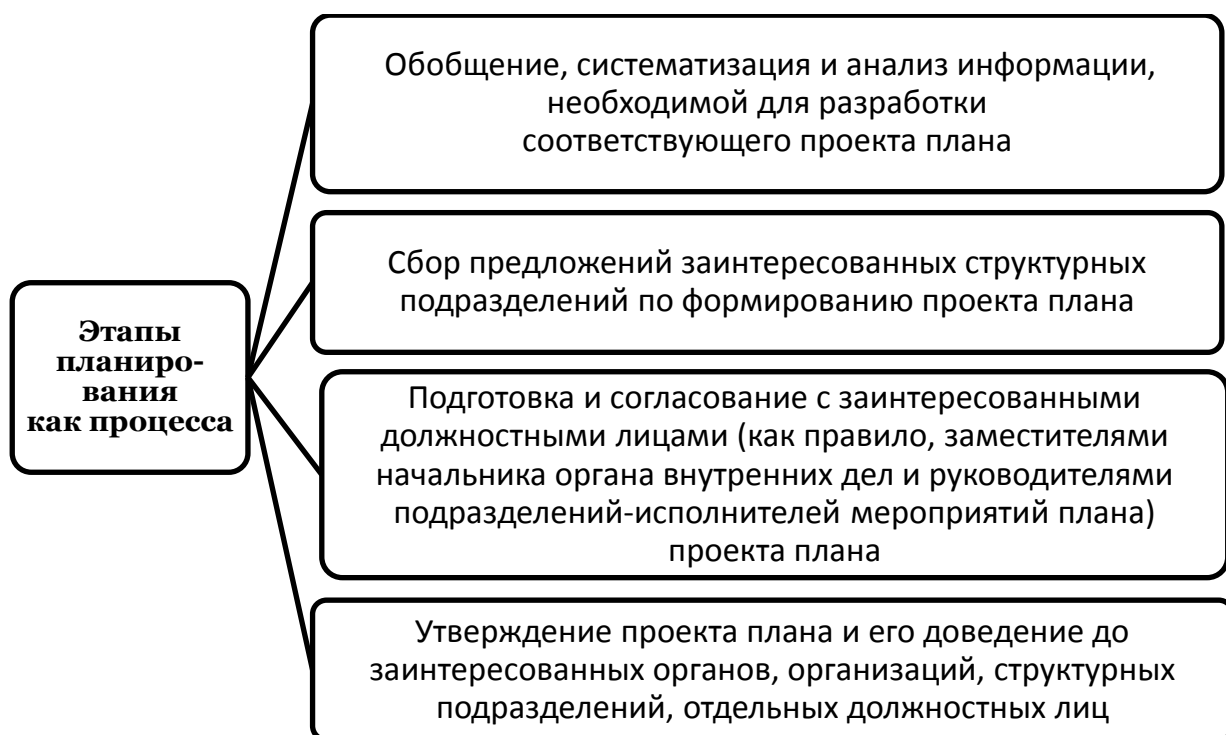 Этапы
планиро-
вания
как процесса
Обобщение, систематизация и анализ информации,
необходимой для разработки
соответствующего проекта плана
Сбор предложений заинтересованных структурных
подразделений по формированию проекта плана
Подготовка и согласование с заинтересованными
должностными лицами (как правило, заместителями
начальника органа внутренних дел и руководителями
подразделений-исполнителей мероприятий плана)
проекта плана
Утверждение проекта плана и его доведение до
заинтересованных органов, организаций, структурных
подразделений, отдельных должностных лиц